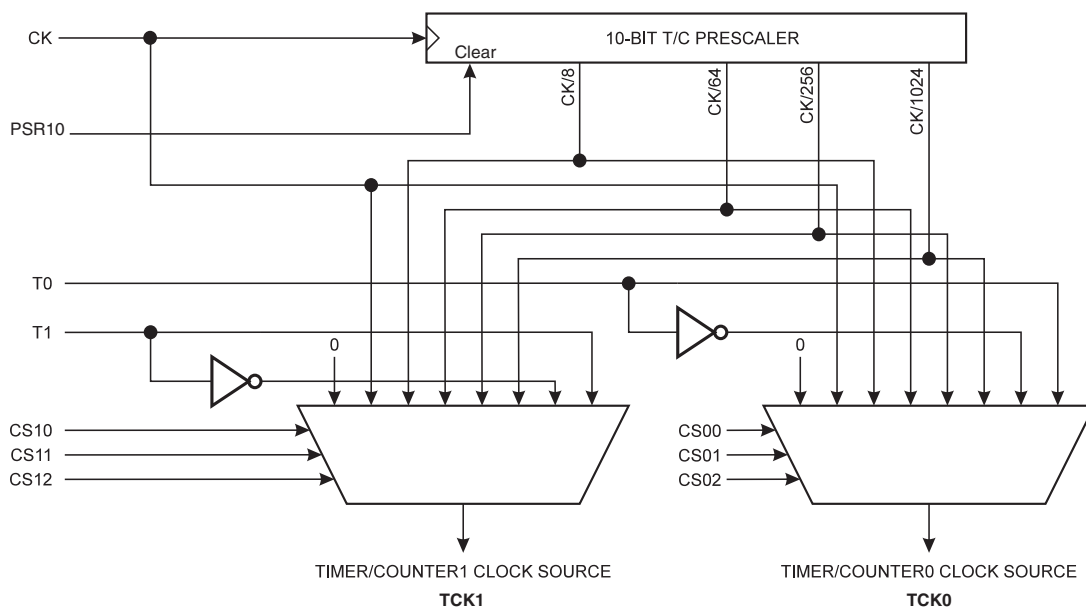 CK
10-BIT T/C PRESCALER
Clear
PSR10
CK/8
CK/64
CK/256
CK/1024
T0
T1
0
0
CS10
CS11
CS12
CS00
CS01
CS02
TIMER/COUNTER1 CLOCK SOURCE
TCK1
TIMER/COUNTER0 CLOCK SOURCE
TCK0